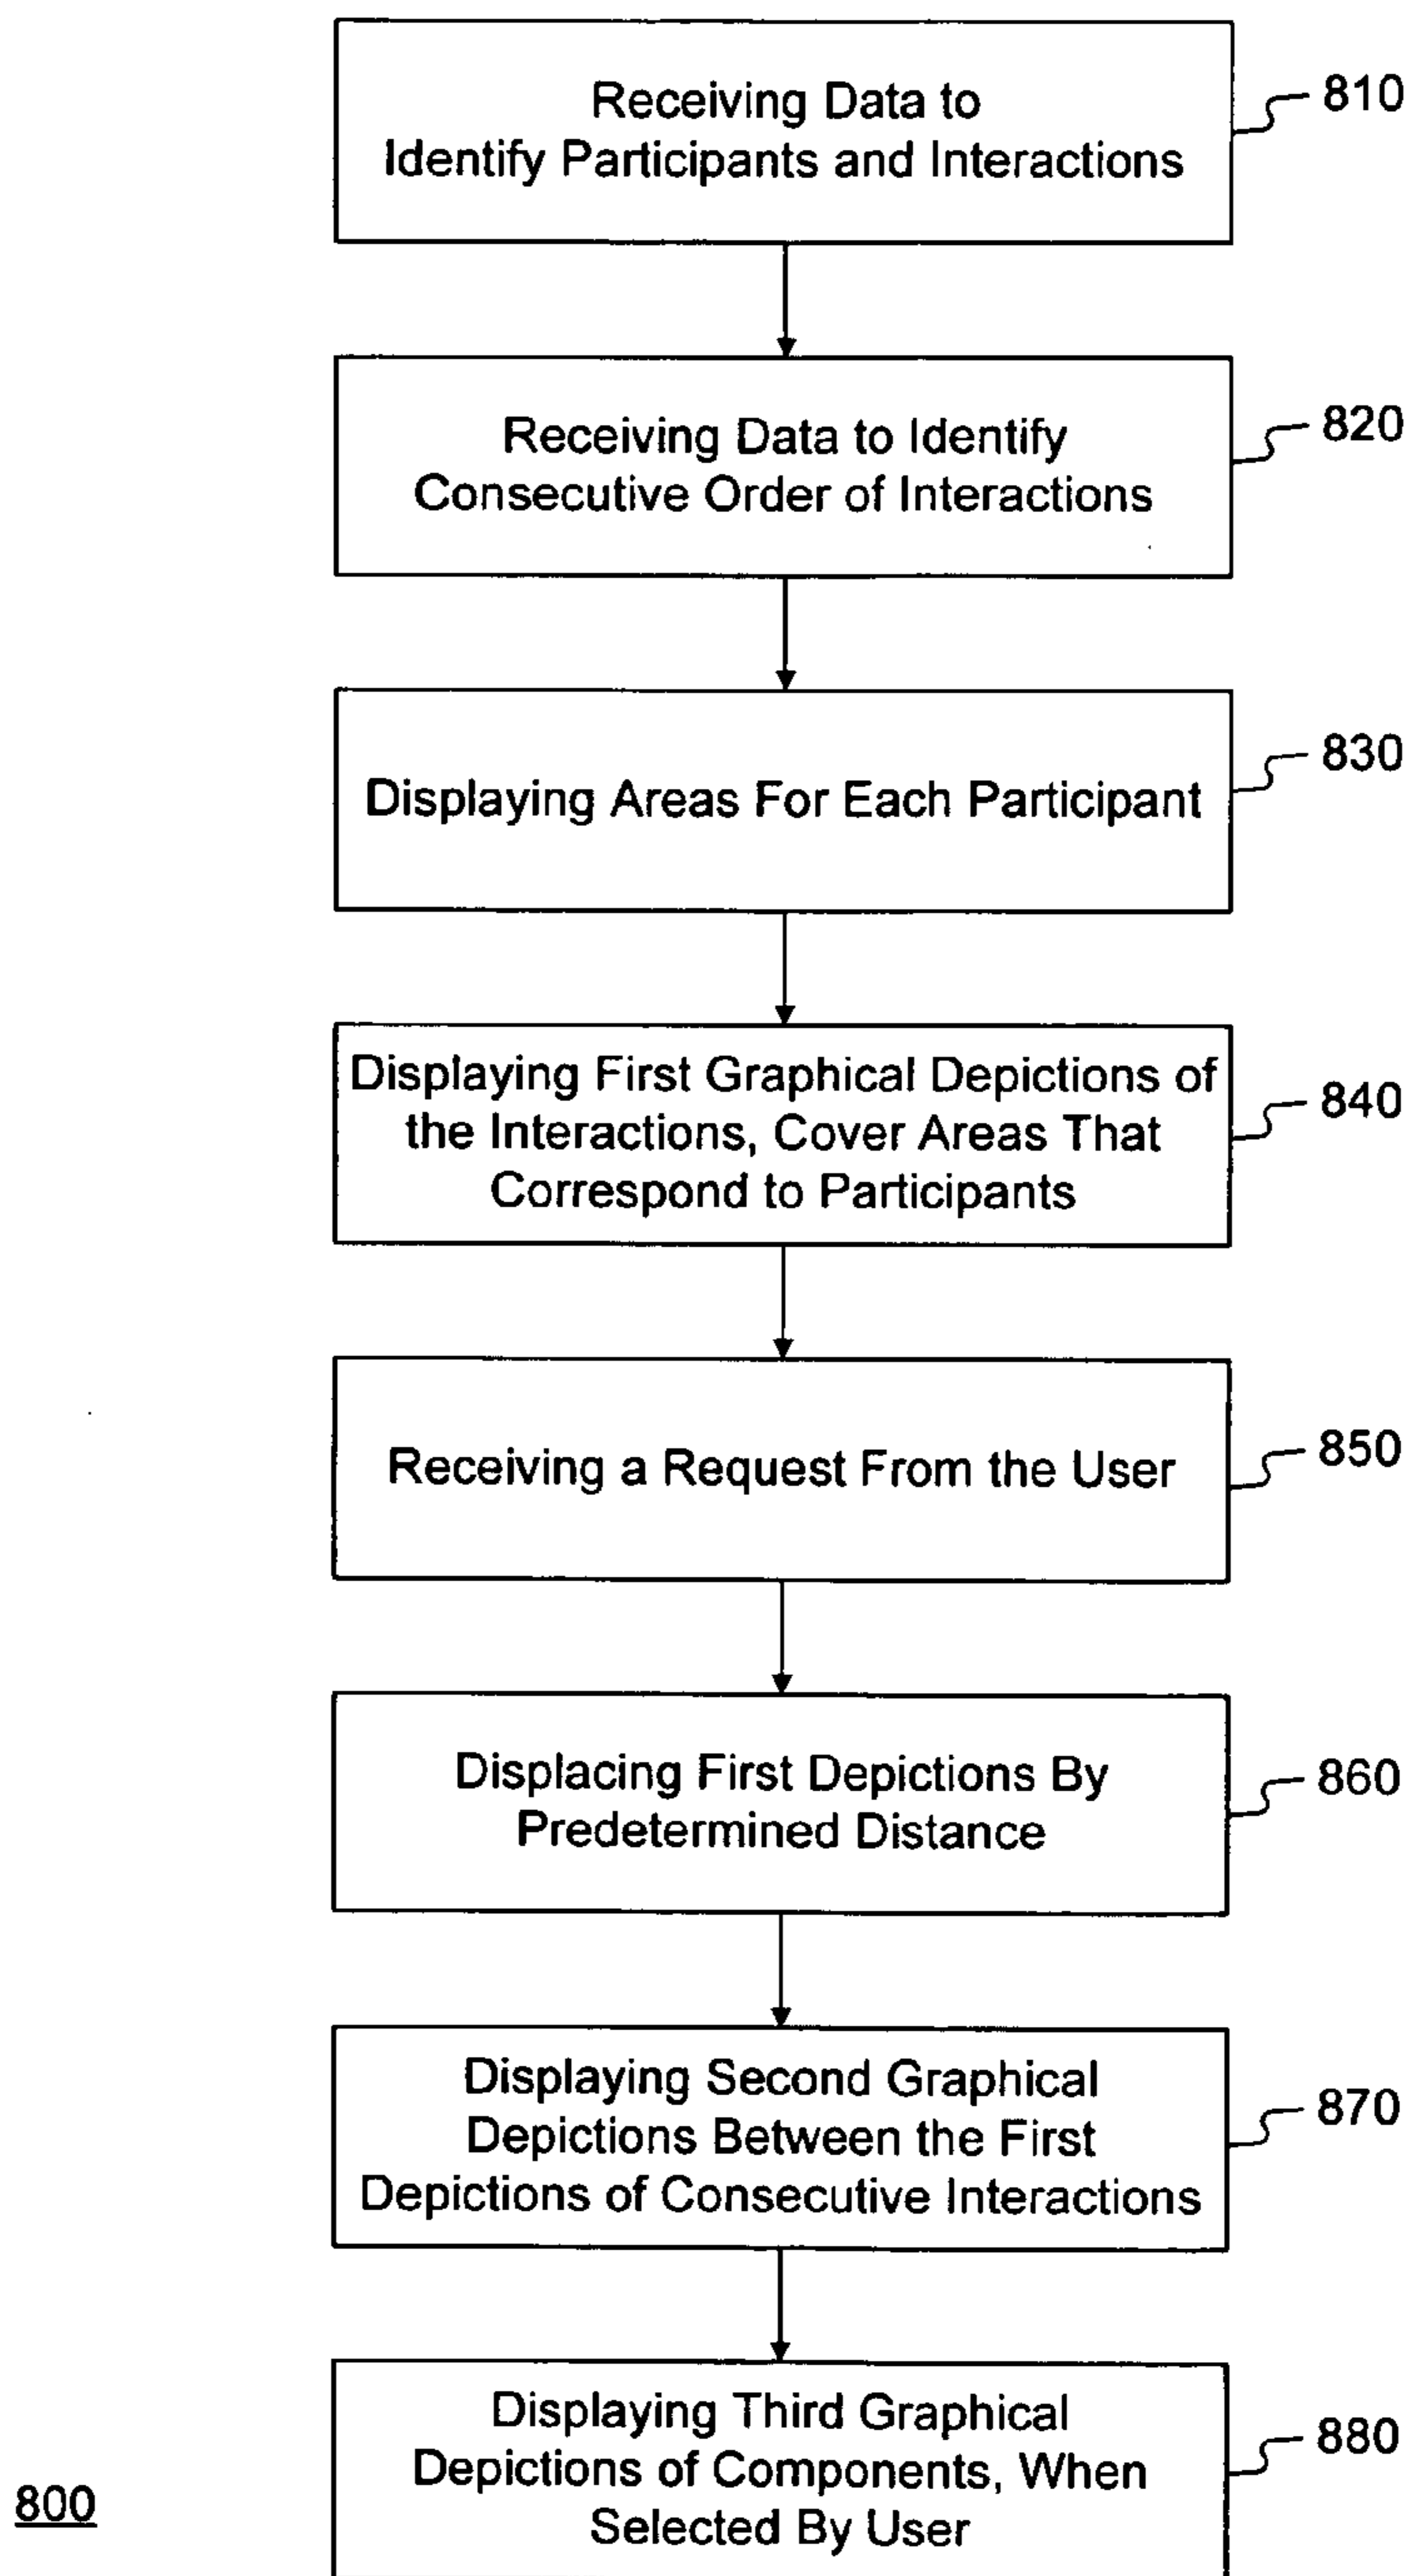 Receiving Data to
Identify Participants and Interactions
810
Receiving Data to Identify
Consecutive Order of Interactions
820
Displaying Areas For Each Participant
830
Displaying First Graphical Depictions of
the Interactions, Cover Areas That
Correspond to Participants
840
Receiving a Request From the User
850
Displacing First Depictions By
Predetermined Distance
860
Displaying Second Graphical
Depictions Between the First
Depictions of Consecutive Interactions
870
Displaying Third Graphical
Depictions of Components, When
Selected By User
880
800